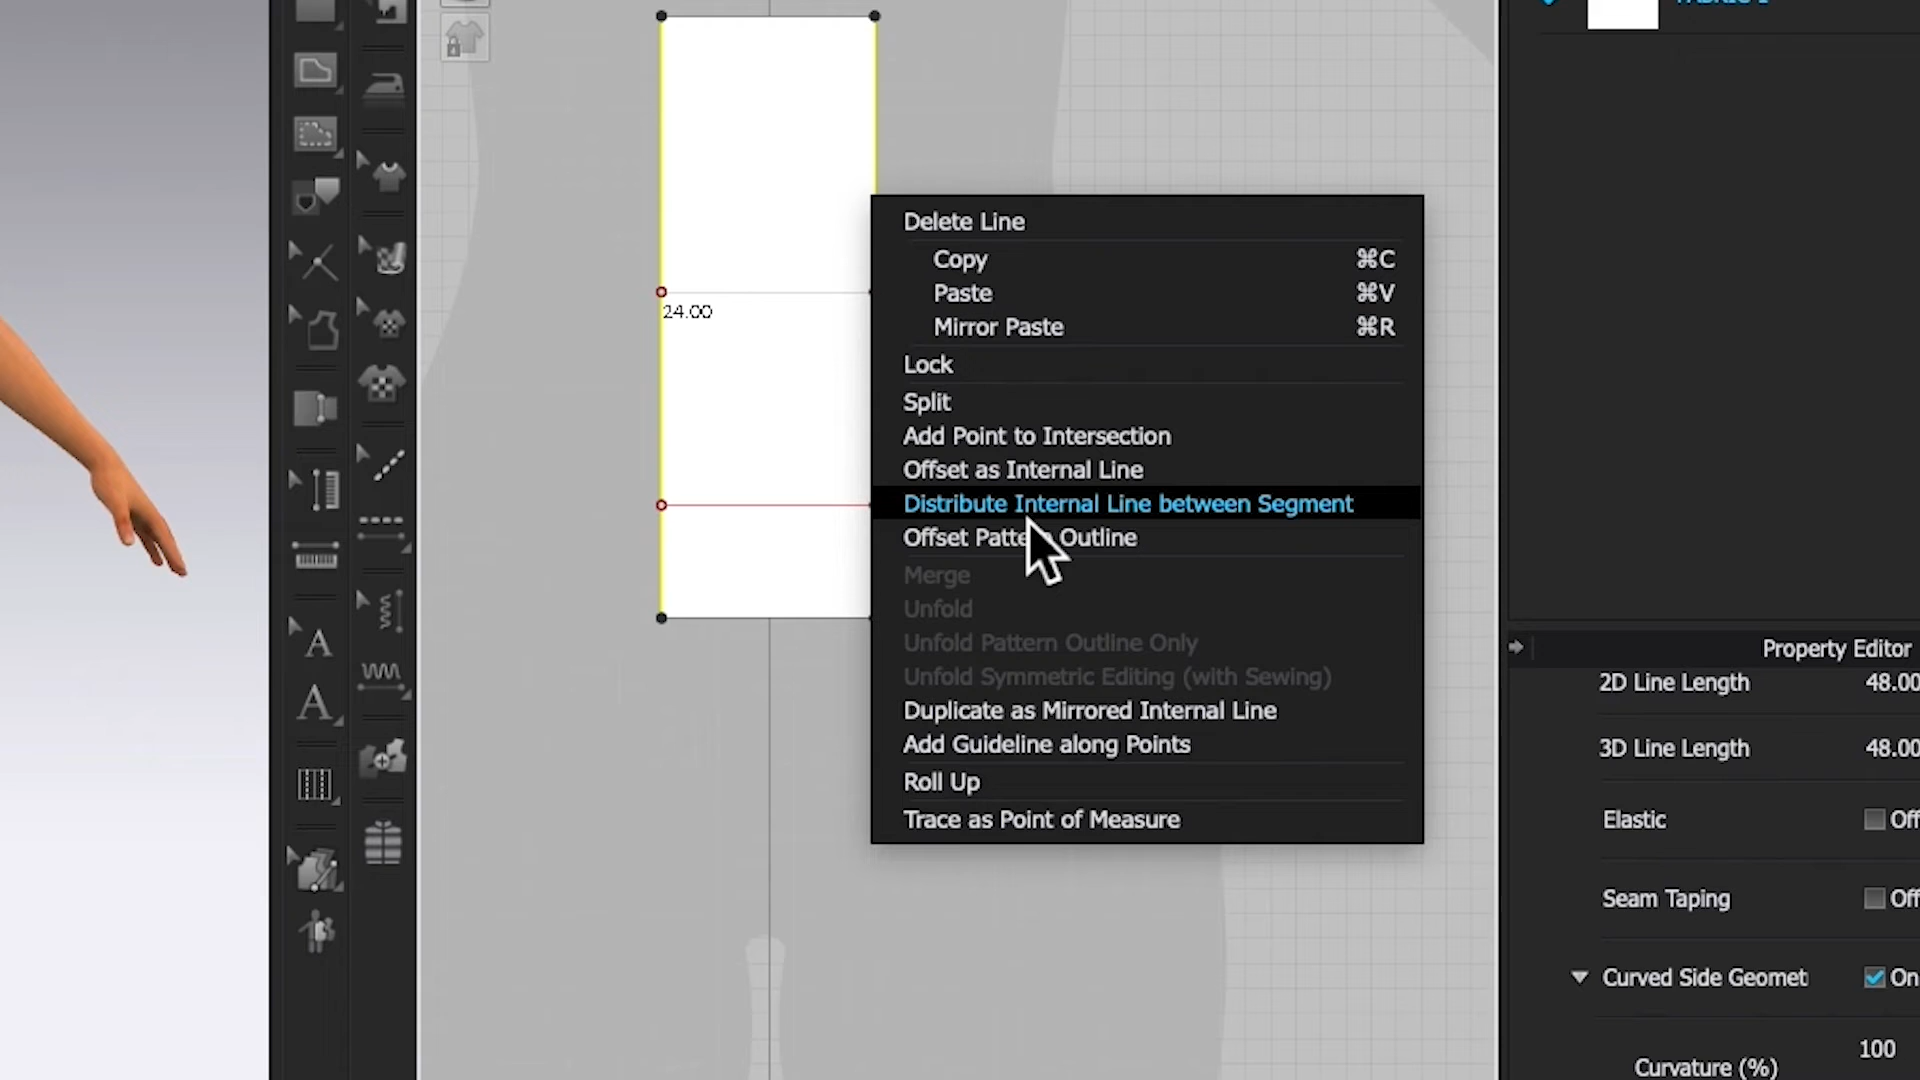 24.00
Delete Line
Copy ⌘C
Paste ⌘V
Mirror Paste ⌘R
Lock
Split
Add Point to Intersection
Offset as Internal Line
Distribute Internal Line between Segment
Offset Pattern Outline
Merge
Unfold
Unfold Pattern Outline Only
Unfold Symmetric Editing (with Sewing)
Duplicate as Mirrored Internal Line
Add Guideline along Points
Roll Up
Trace as Point of Measure
Property Editor
2D Line Length 48.00
3D Line Length 48.00
Elastic Off
Seam Taping Off
Curved Side Geomet On
Curvature (%) 100
A
A